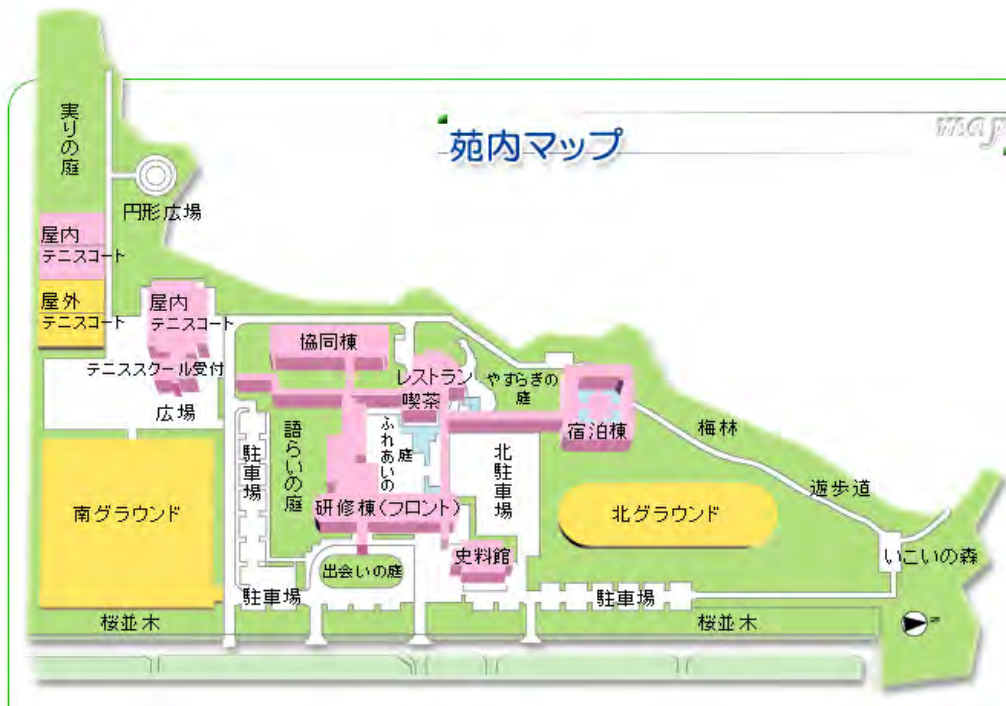 苑内マップ
map
実りの庭
円形広場
屋内
テニスコート
屋外
テニスコート
屋内
テニスコート
テニススクール受付
広場
協同棟
レストラン
喫茶
やすらぎの
庭
宿泊棟
梅林
遊歩道
いこいの森
南グラウンド
駐車場
語らいの庭
ふれあいの
庭
北駐車場
北グラウンド
研修棟(フロント)
史料館
出会いの庭
駐車場
駐車場
桜並木
桜並木